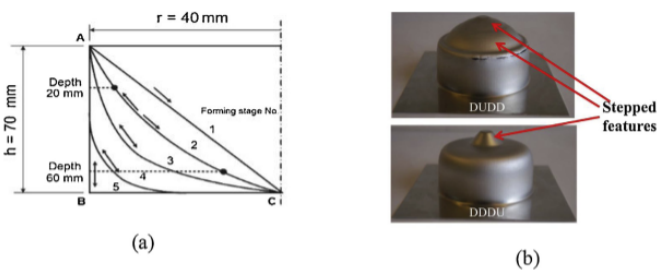 r = 40 mm
A
Depth
20 mm
Forming stage No.
1
2
h = 70 mm
3
Depth
60 mm
4
5
B
C
(a)
DUDD
Stepped
features
DDDU
(b)